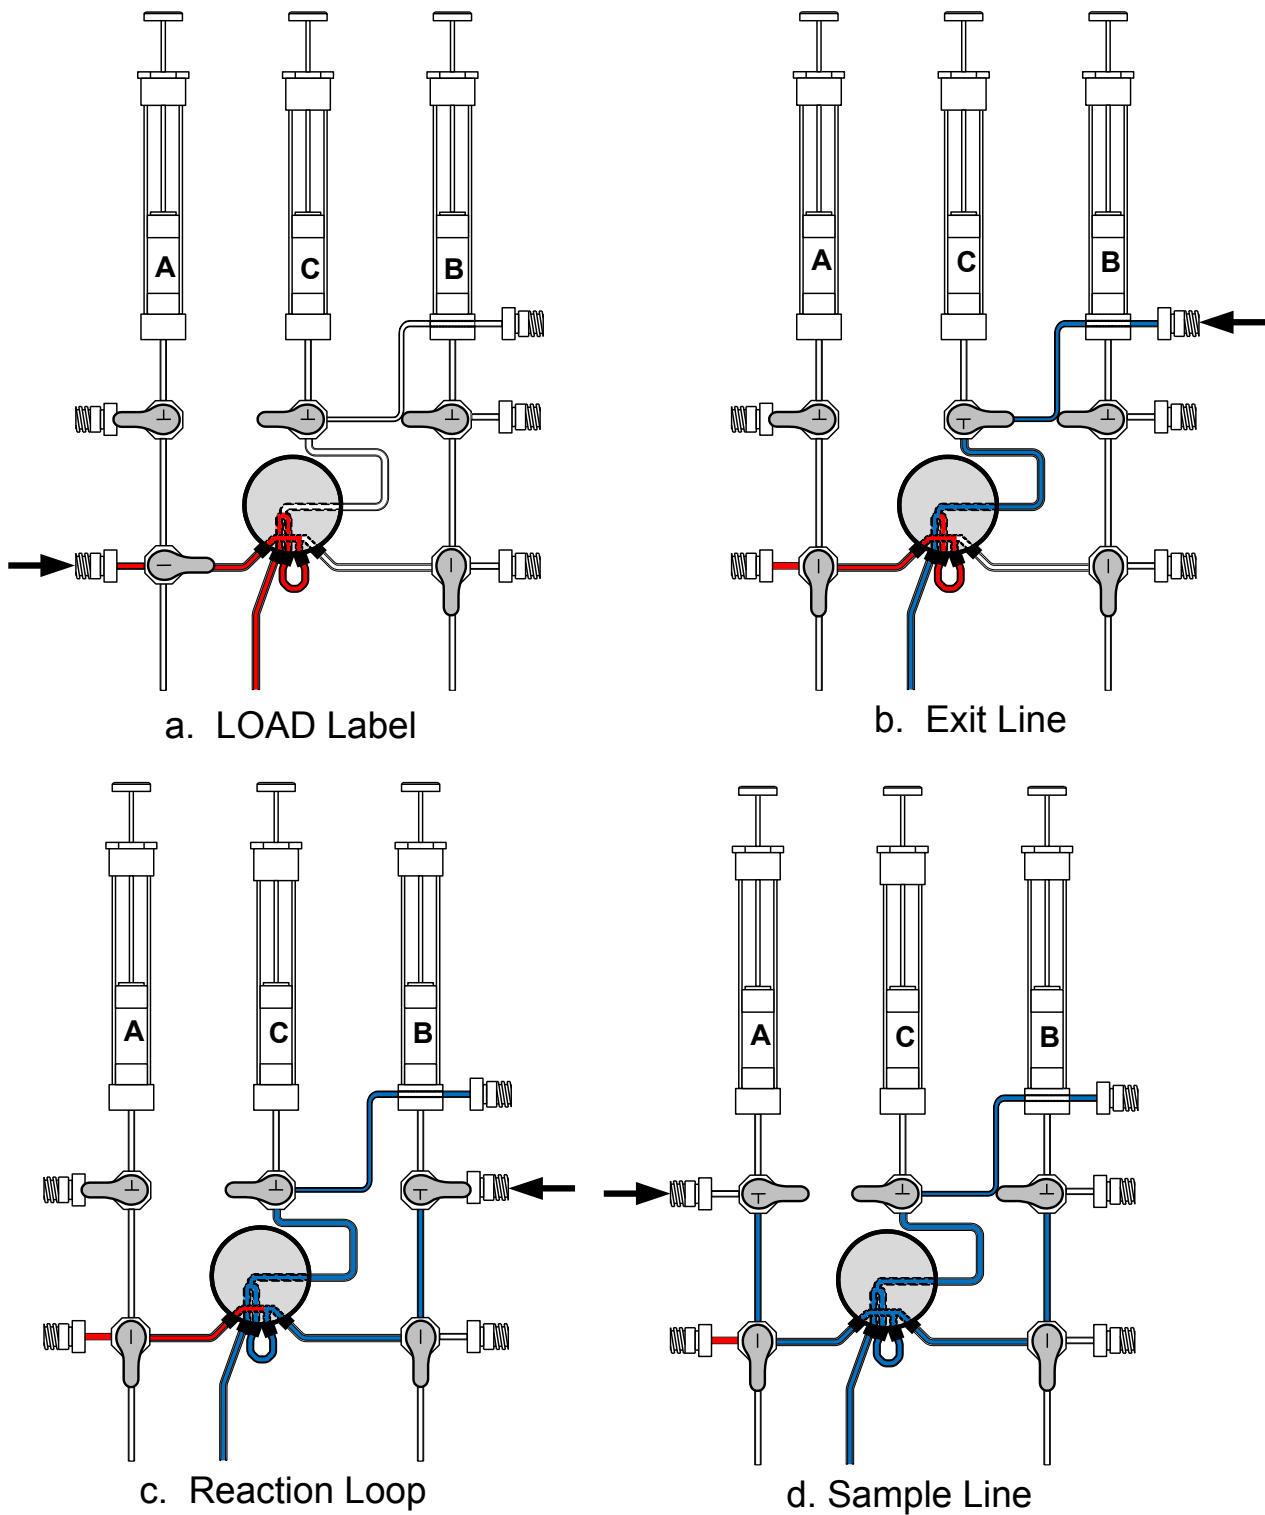 A C B
A C B
a. LOAD Label
b. Exit Line
A C B
A C B
c. Reaction Loop
d. Sample Line